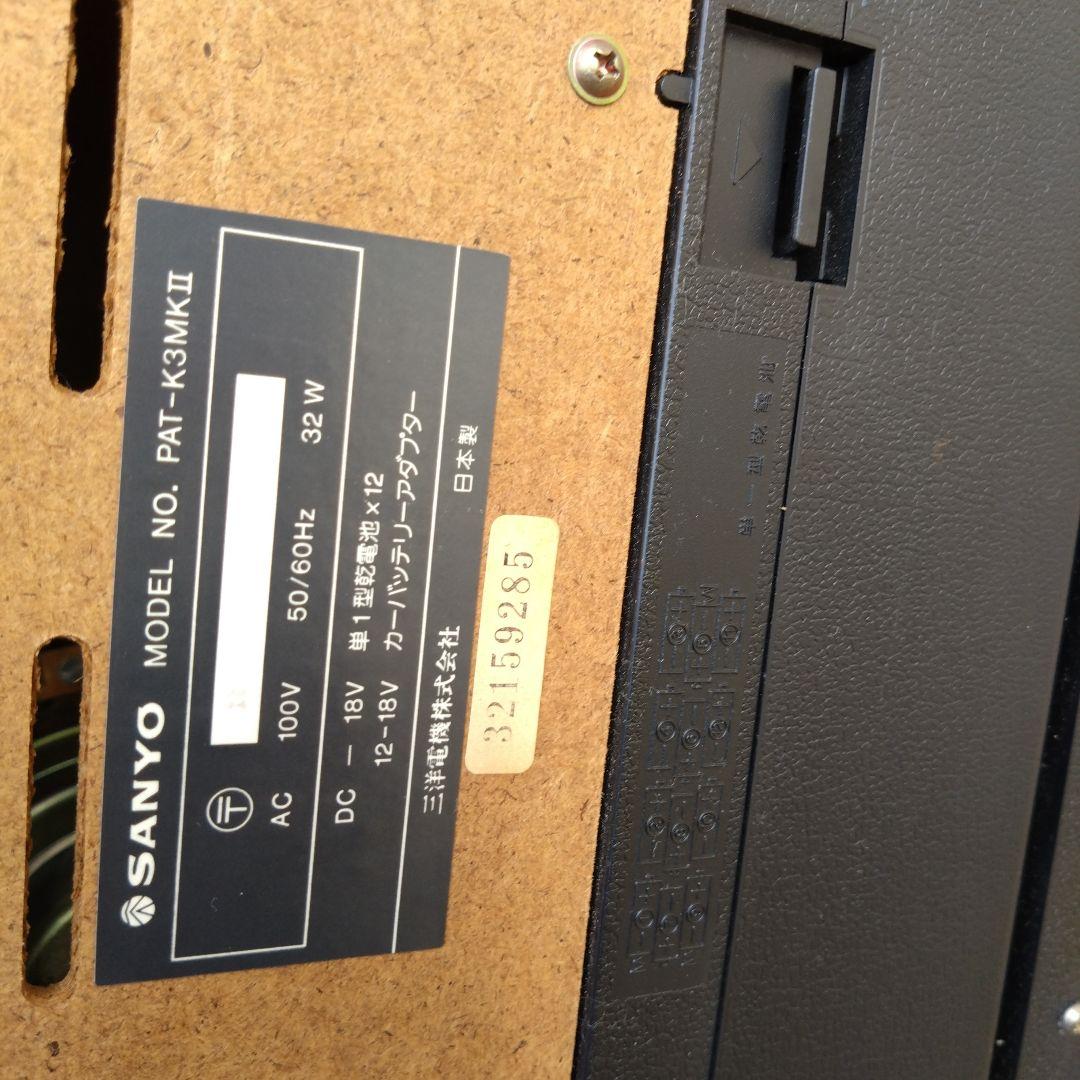 SANYO MODEL NO. PAT-K3MKII
〒
AC 100V 50/60Hz 32W
DC — 18V 単1型乾電池×12
12-18V カーバッテリーアダプター
三洋電機株式会社 日本製
32159285
単一型乾電池